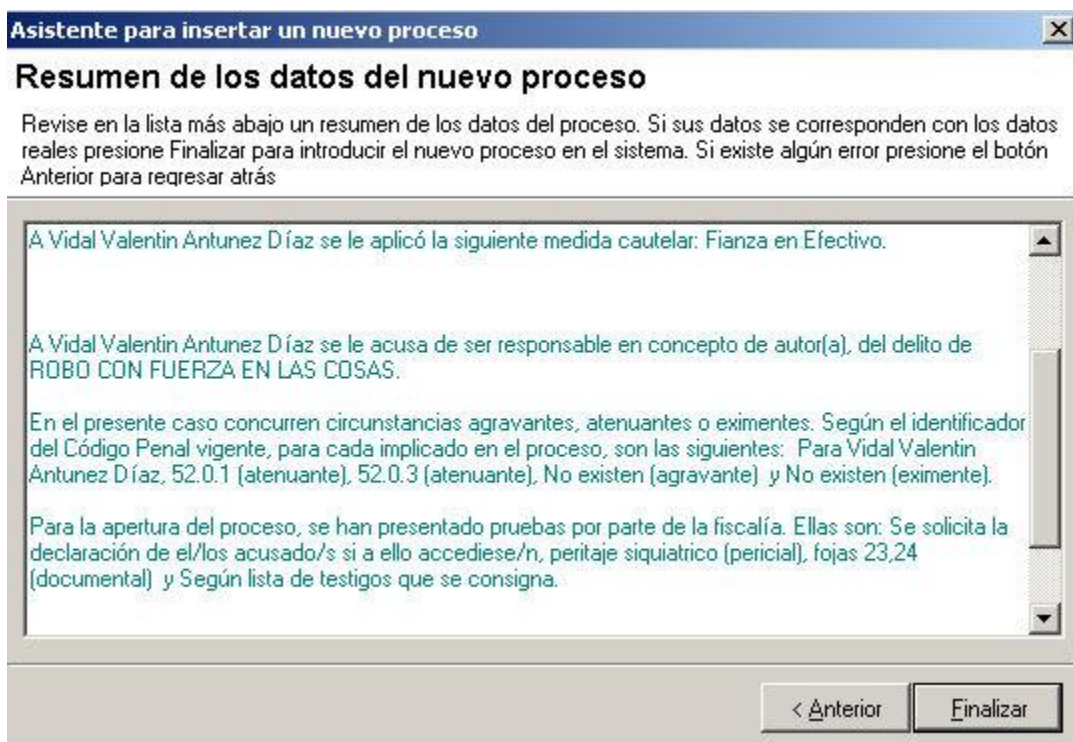 Asistente para insertar un nuevo proceso
Resumen de los datos del nuevo proceso
Revise en la lista más abajo un resumen de los datos del proceso. Si sus datos se corresponden con los datos
reales presione Finalizar para introducir el nuevo proceso en el sistema. Si existe algún error presione el botón
Anterior para regresar atrás
A Vidal Valentin Antunez Díaz se le aplicó la siguiente medida cautelar: Fianza en Efectivo.
A Vidal Valentin Antunez Díaz se le acusa de ser responsable en concepto de autor(a), del delito de
ROBO CON FUERZA EN LAS COSAS.
En el presente caso concurren circunstancias agravantes, atenuantes o eximentes. Según el identificador
del Código Penal vigente, para cada implicado en el proceso, son las siguientes:  Para Vidal Valentin
Antunez Díaz, 52.0.1 (atenuante), 52.0.3 (atenuante), No existen (agravante)  y No existen (eximente).
Para la apertura del proceso, se han presentado pruebas por parte de la fiscalía. Ellas son: Se solicita la
declaración de el/los acusado/s si a ello accediese/n, peritaje siquiatrico (pericial), fojas 23,24
(documental)  y Según lista de testigos que se consigna.
< Anterior
Finalizar